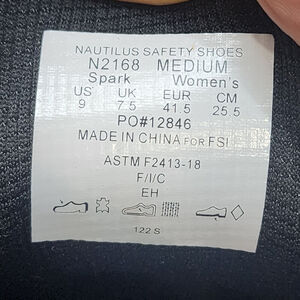 NAUTILUS SAFETY SHOES
N2168 MEDIUM
Spark Women's
US UK EUR CM
9 7.5 41.5 25.5
PO#12846
MADE IN CHINA FOR FSI
ASTM F2413-18
F/I/C
EH
122 S